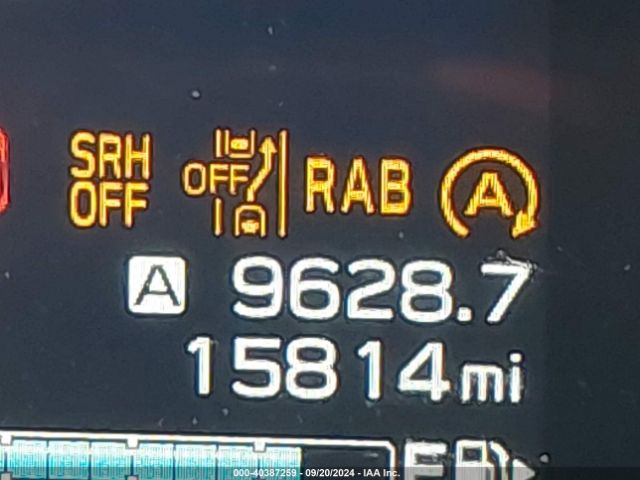 SRH
OFF
OFF
RAB
A
A 9628.7
15814 mi
F
000-40387259 - 09/20/2024 - IAA Inc.